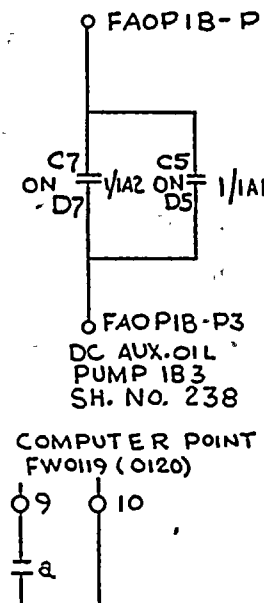 FAOP1B-P
C7 C5
ON 1/1A2 ON 1/1A1
D7 D5
FAOP1B-P3
DC AUX.OIL
PUMP 1B3
SH. NO. 238
COMPUTER POINT
FW0119 (0120)
9 10
a